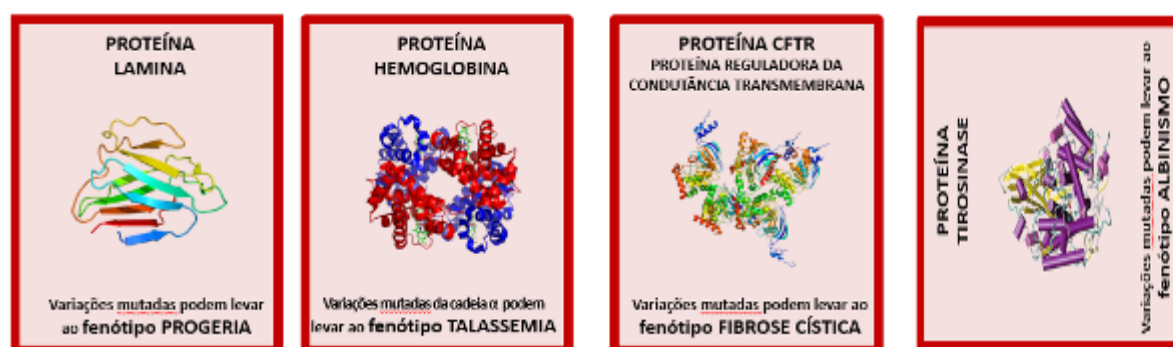 PROTEÍNA
LAMINA
Variações mutadas podem levar
ao fenótipo PROGERIA
PROTEÍNA
HEMOGLOBINA
Variações mutadas da cadeia α podem
levar ao fenótipo TALASSEMIA
PROTEÍNA CFTR
PROTEÍNA REGULADORA DA
CONDUTÂNCIA TRANSMEMBRANA
Variações mutadas podem levar ao
fenótipo FIBROSE CÍSTICA
PROTEÍNA
TIROSINASE
Variações mutadas podem levar ao
fenótipo ALBINISMO